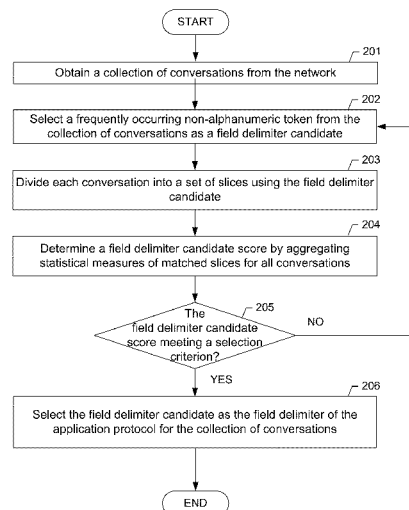 START
201
Obtain a collection of conversations from the network
202
Select a frequently occurring non-alphanumeric token from the
collection of conversations as a field delimiter candidate
203
Divide each conversation into a set of slices using the field delimiter
candidate
204
Determine a field delimiter candidate score by aggregating
statistical measures of matched slices for all conversations
205
The
field delimiter candidate
score meeting a selection
criterion?
NO
YES
206
Select the field delimiter candidate as the field delimiter of the
application protocol for the collection of conversations
END